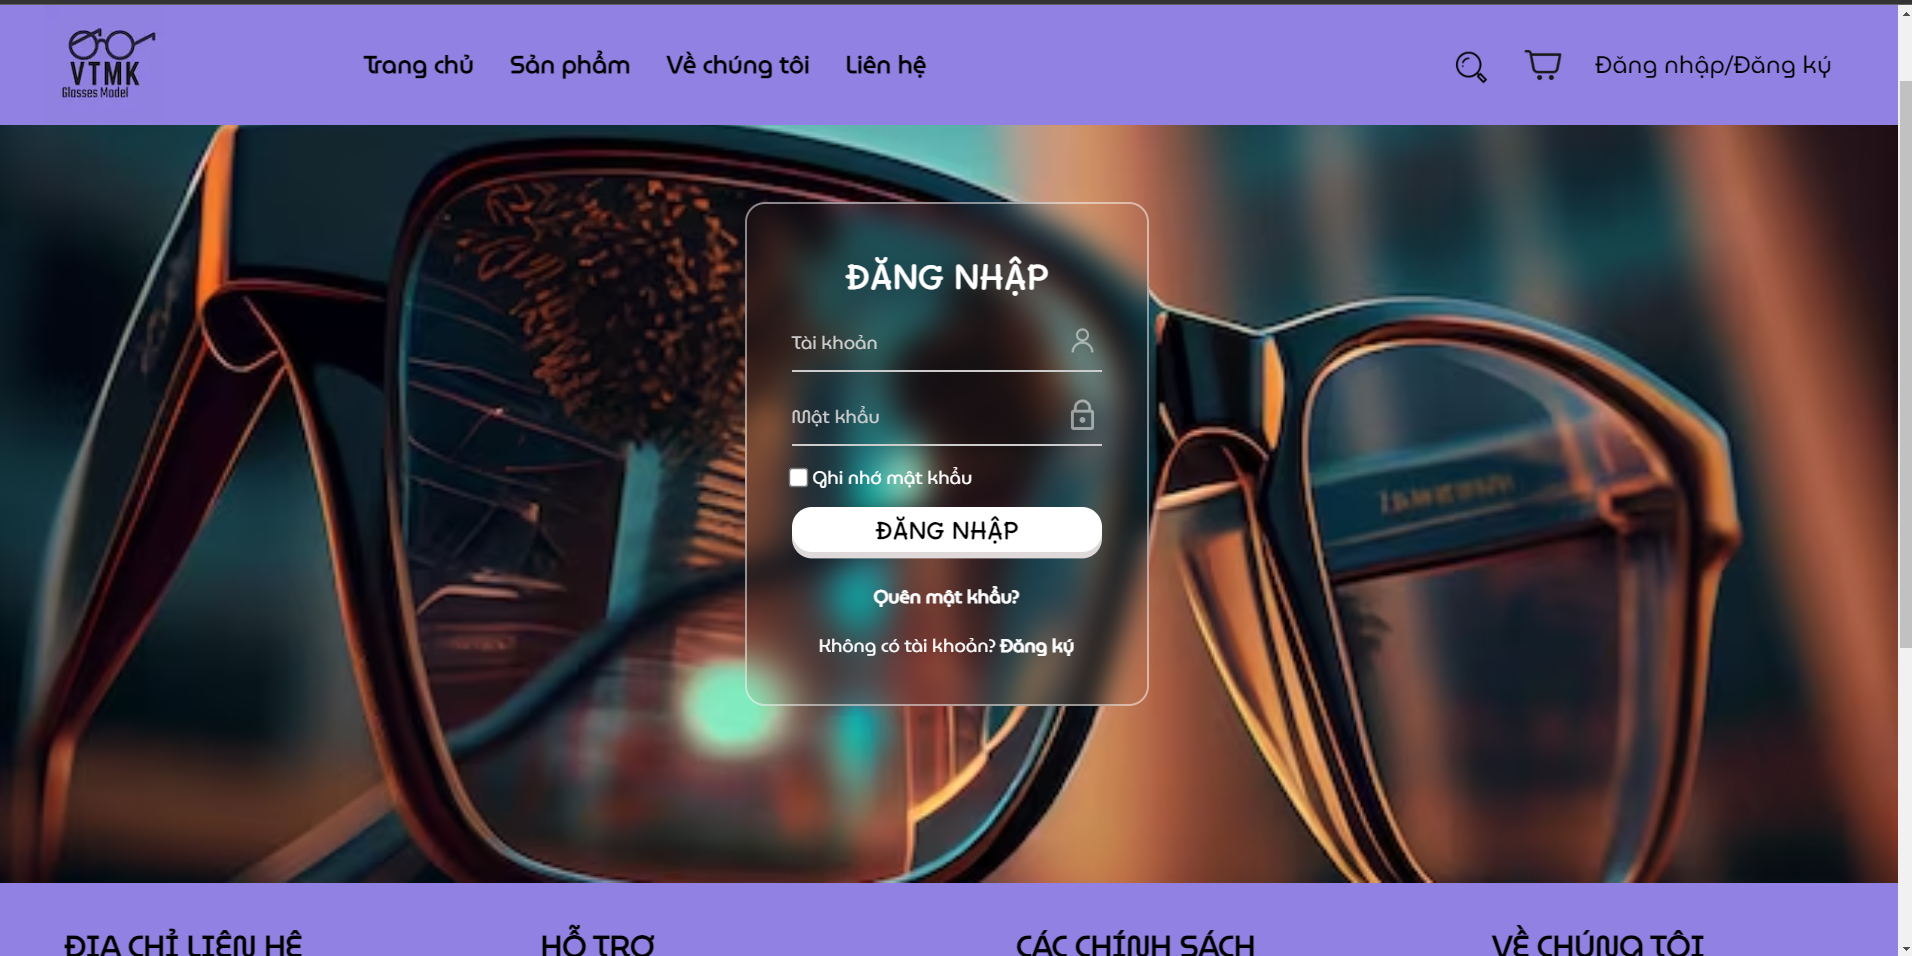 VTMK
Glasses Model
Trang chủ
Sản phẩm
Về chúng tôi
Liên hệ
Đăng nhập/Đăng ký
ĐĂNG NHẬP
Tài khoản
Mật khẩu
Ghi nhớ mật khẩu
ĐĂNG NHẬP
Quên mật khẩu?
Không có tài khoản? Đăng ký
ĐỊA CHỈ LIÊN HỆ
HỖ TRỢ
CÁC CHÍNH SÁCH
VỀ CHÚNG TÔI